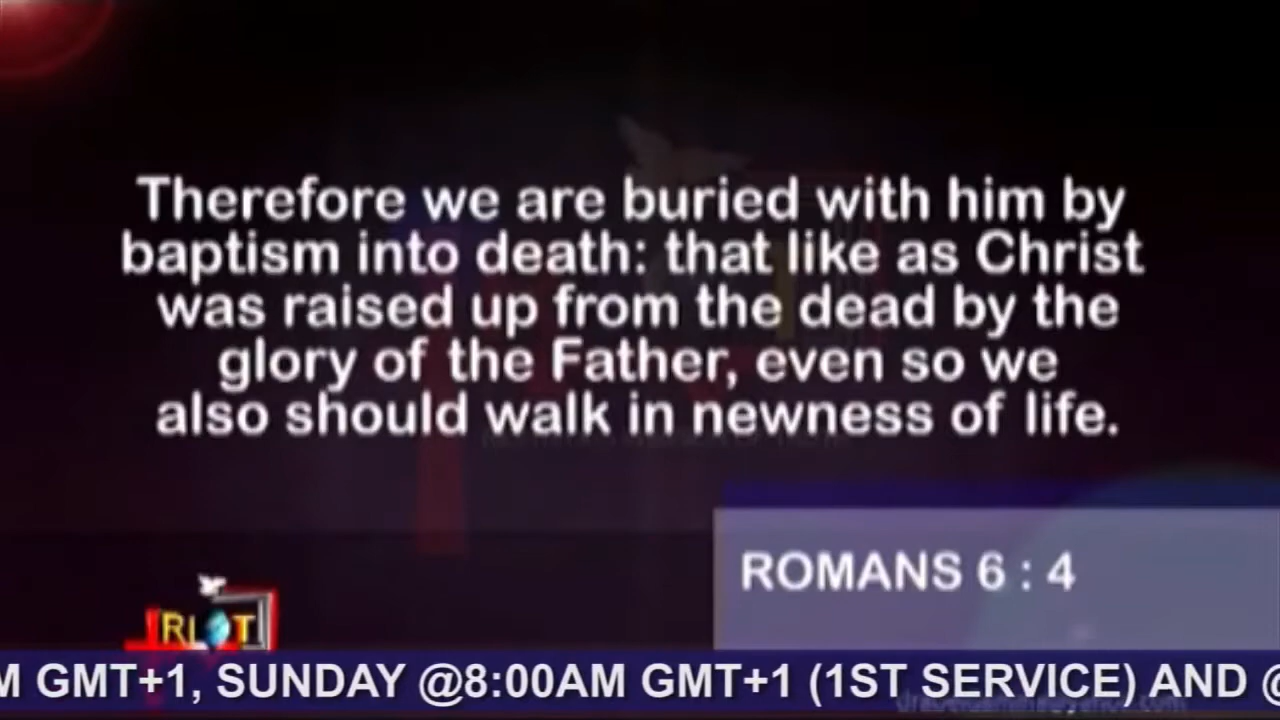 Therefore we are buried with him by
baptism into death: that like as Christ
was raised up from the dead by the
glory of the Father, even so we
also should walk in newness of life.
ROMANS 6 : 4
M GMT+1, SUNDAY @8:00AM GMT+1 (1ST SERVICE) AND @